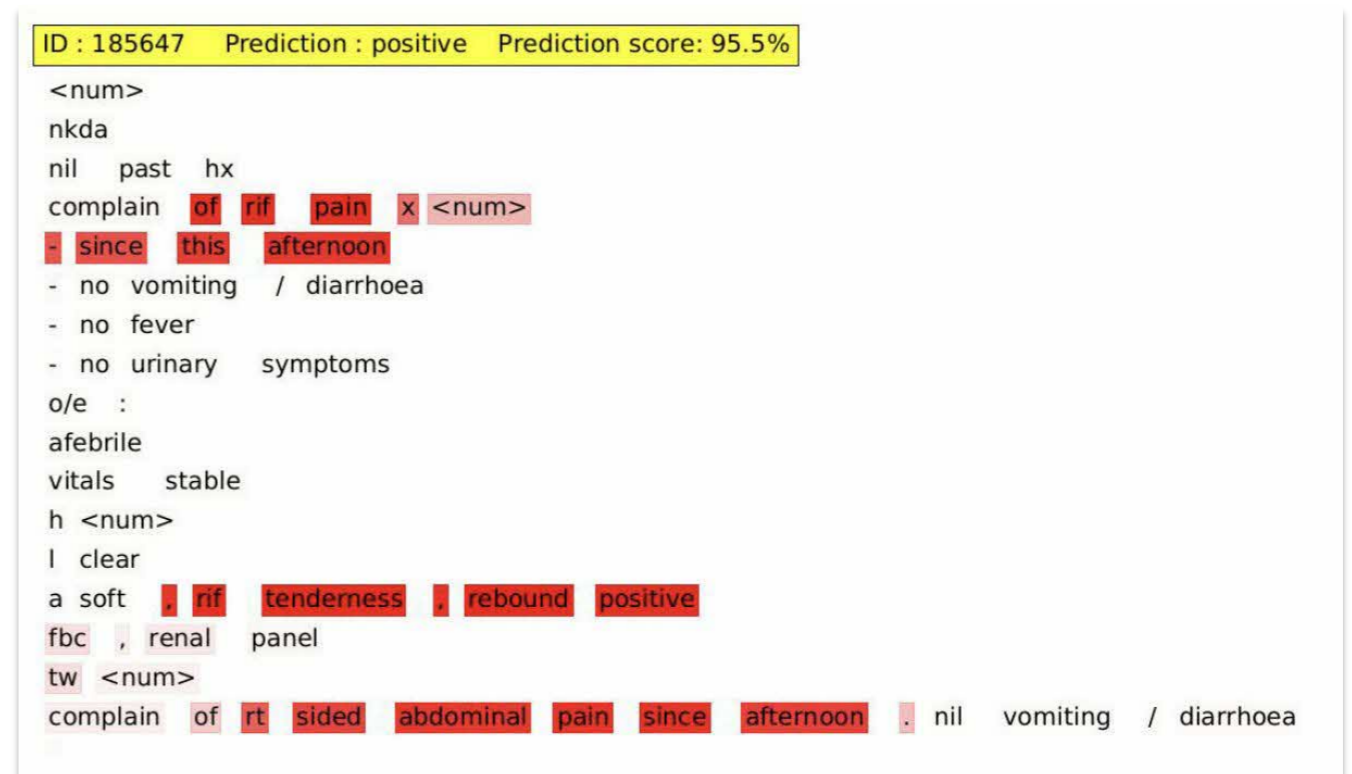 ID : 185647 Prediction : positive Prediction score: 95.5%
<num>
nkda
nil past hx
complain of rif pain x <num>
- since this afternoon
- no vomiting / diarrhoea
- no fever
- no urinary symptoms
o/e :
afebrile
vitals stable
h <num>
l clear
a soft , rif tenderness , rebound positive
fbc , renal panel
tw <num>
complain of rt sided abdominal pain since afternoon . nil vomiting / diarrhoea